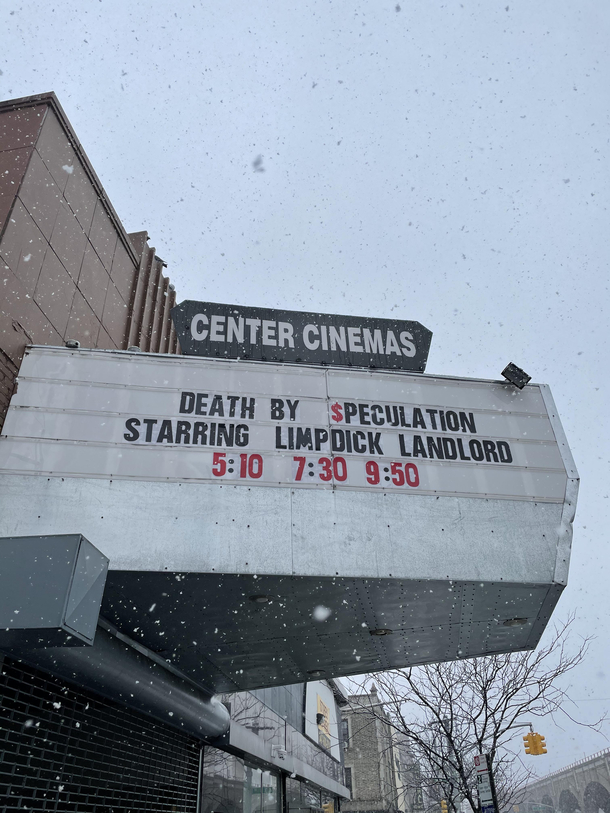 CENTER CINEMAS
DEATH BY $PECULATION
STARRING LIMPDICK LANDLORD
5:10 7:30 9:50